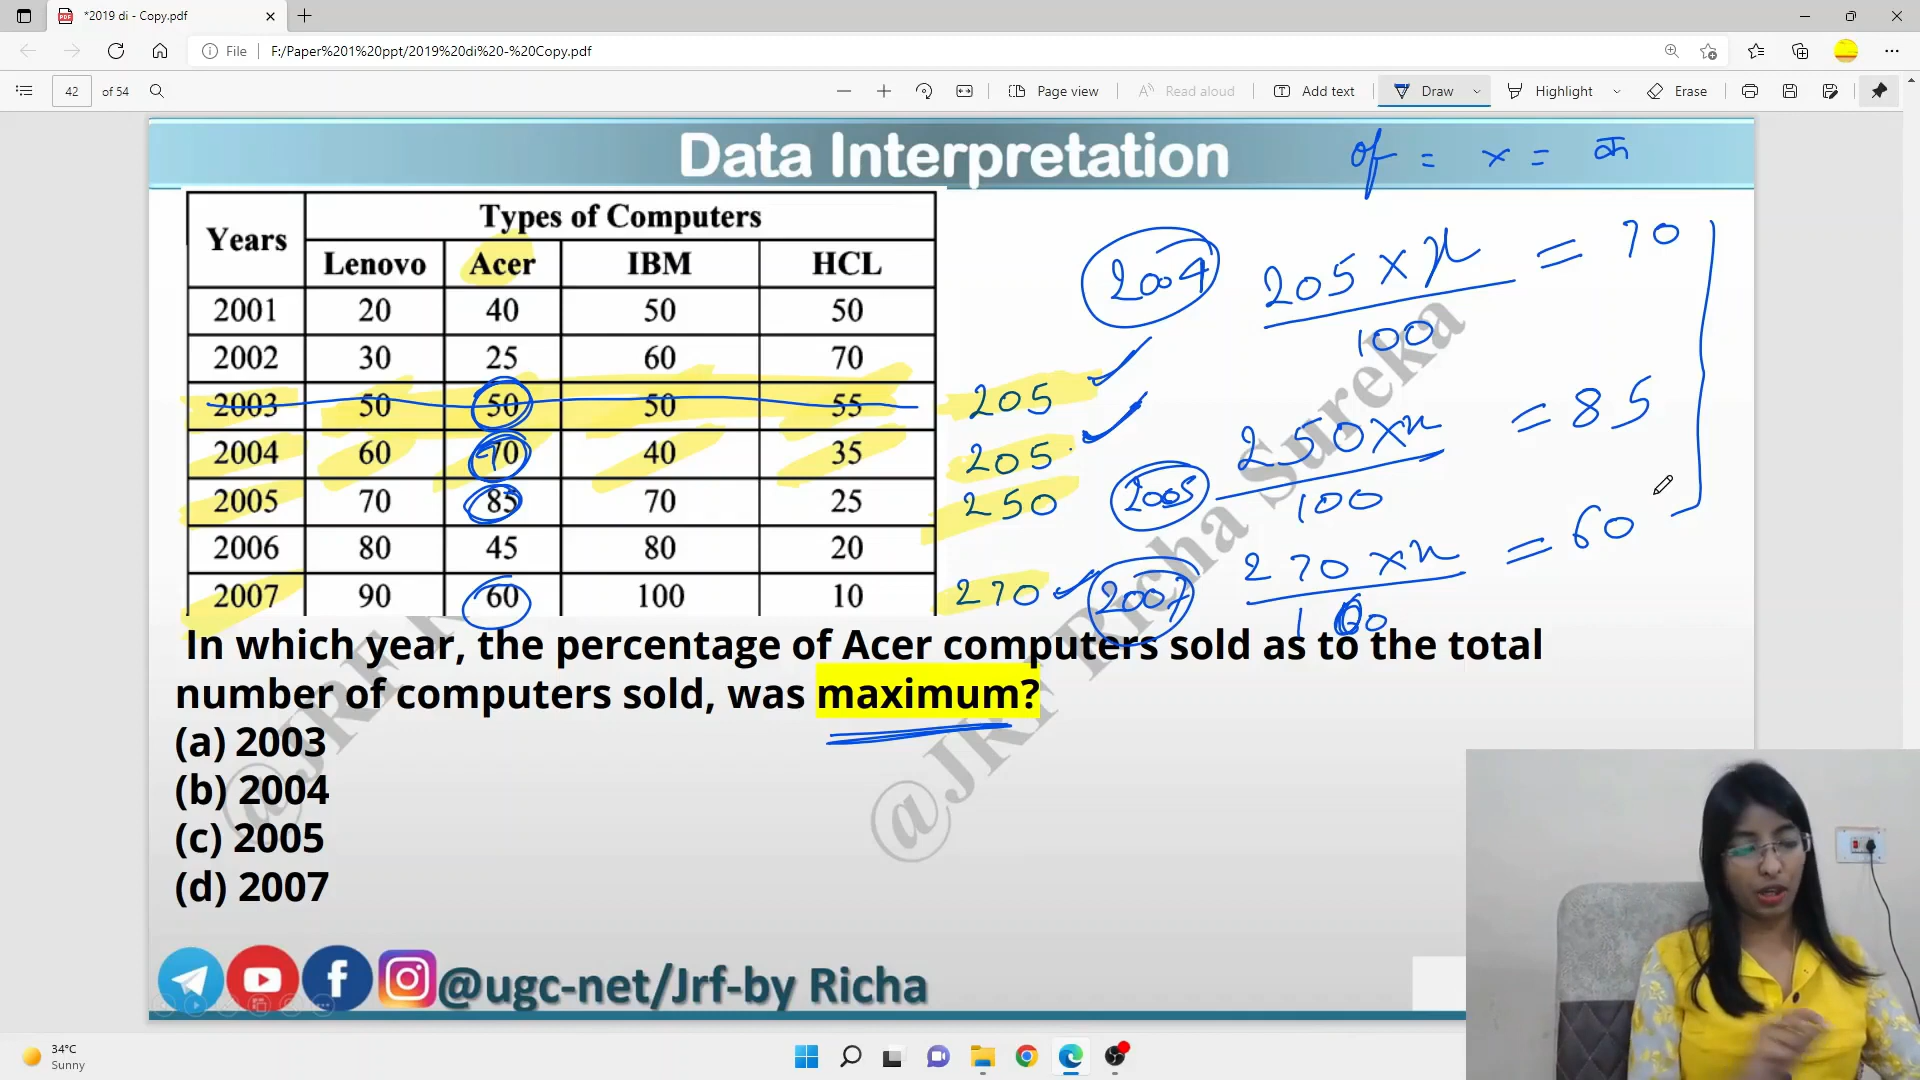 *2019 di - Copy.pdf
File F:/Paper%201%20ppt/2019%20di%20-%20Copy.pdf
42 of 54 Page view Read aloud Add text Draw Highlight Erase
Data Interpretation
of = x = का
Years Types of Computers
Lenovo Acer IBM HCL
2001 20 40 50 50
2002 30 25 60 70
2003 50 50 50 55 205
2004 60 70 40 35 205
2005 70 85 70 25 250
2006 80 45 80 20
2007 90 60 100 10 270
2004 205 x x = 70
100
2005 250 x x = 85
100
2007 270 x x = 60
100
In which year, the percentage of Acer computers sold as to the total
number of computers sold, was maximum?
(a) 2003
(b) 2004
(c) 2005
(d) 2007
@JRF Richa Sureka
@ugc-net/Jrf-by Richa
34°C
Sunny